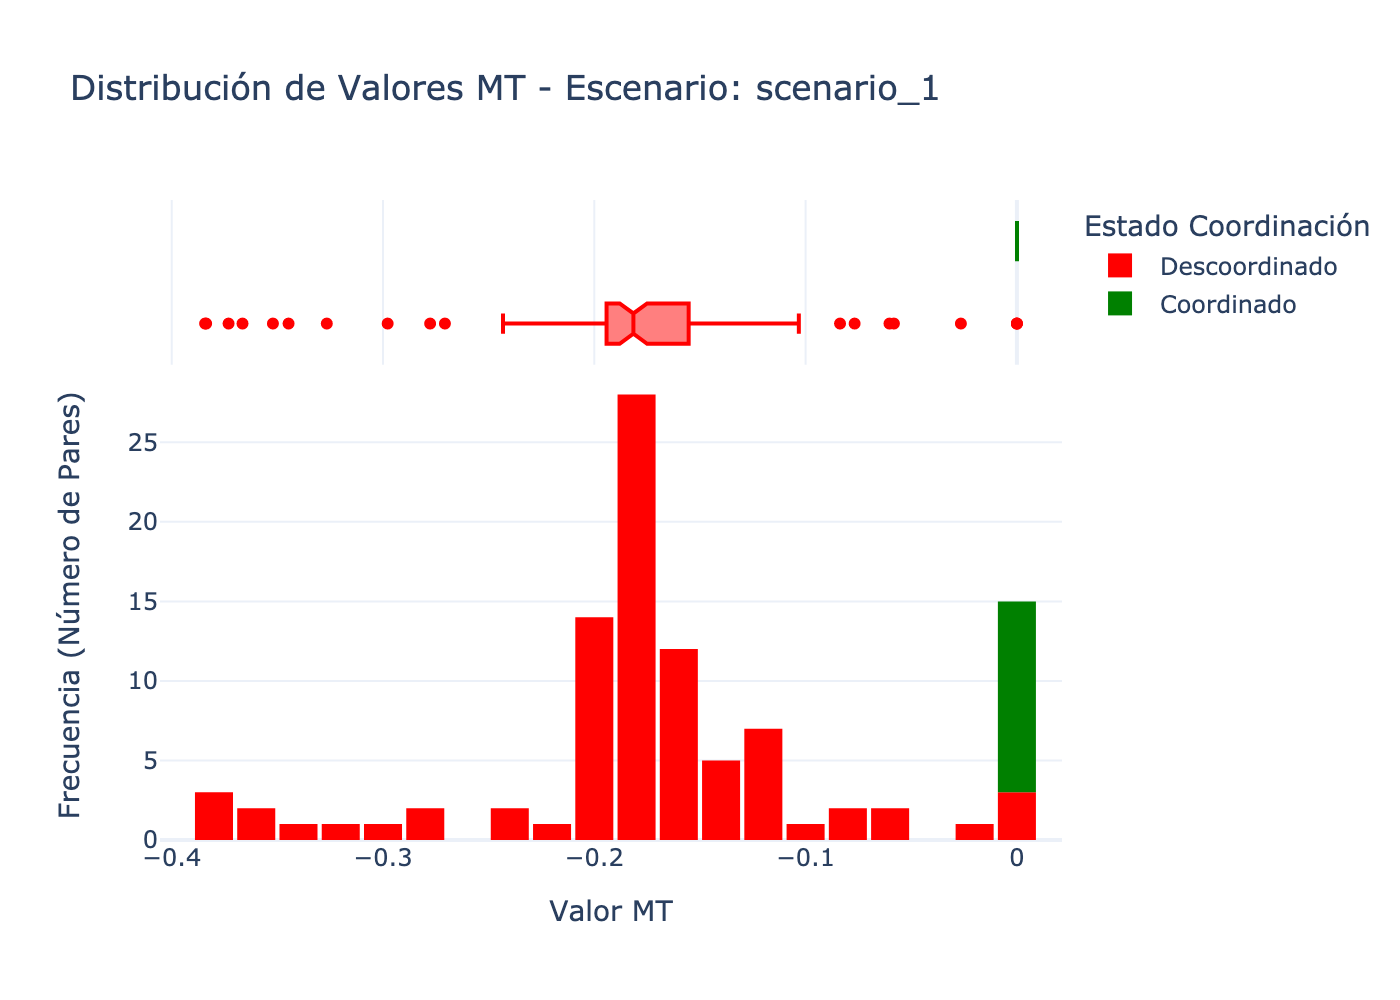 Distribución de Valores MT - Escenario: scenario_1
Estado Coordinación
Descoordinado
Coordinado
Frecuencia (Número de Pares)
25
20
15
10
5
0
−0.4
−0.3
−0.2
−0.1
0
Valor MT